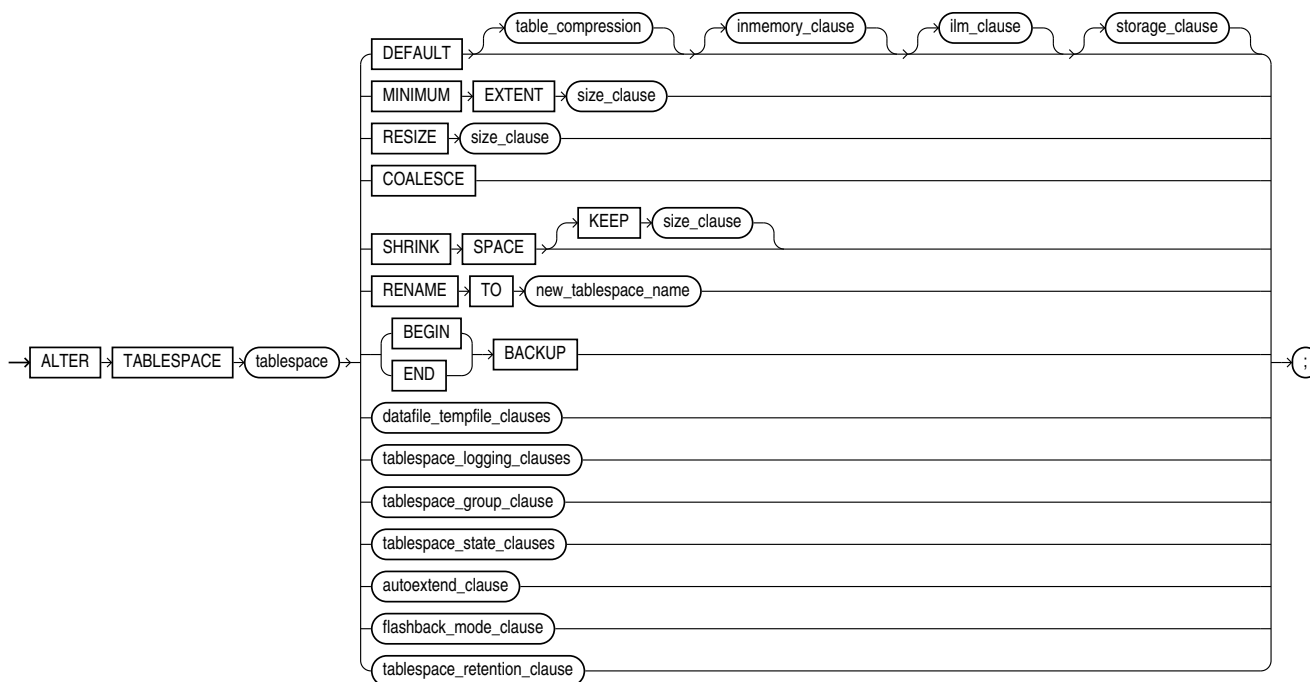 table_compression inmemory_clause ilm_clause storage_clause
DEFAULT
MINIMUM EXTENT size_clause
RESIZE size_clause
COALESCE
KEEP size_clause
SHRINK SPACE
RENAME TO new_tablespace_name
BEGIN
ALTER TABLESPACE tablespace BACKUP ;
END
datafile_tempfile_clauses
tablespace_logging_clauses
tablespace_group_clause
tablespace_state_clauses
autoextend_clause
flashback_mode_clause
tablespace_retention_clause